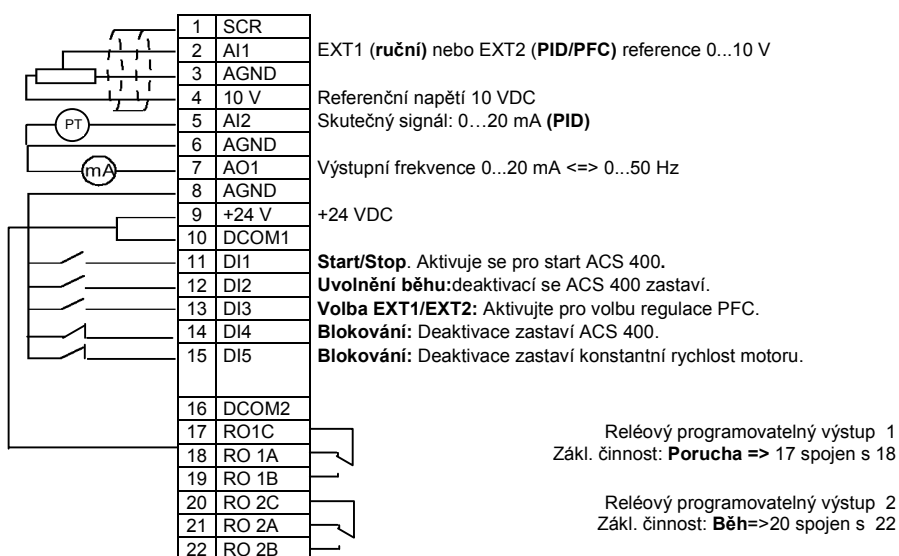 1 SCR
2 AI1 EXT1 (ruční) nebo EXT2 (PID/PFC) reference 0...10 V
3 AGND
4 10 V Referenční napětí 10 VDC
PT 5 AI2 Skutečný signál: 0…20 mA (PID)
6 AGND
mA 7 AO1 Výstupní frekvence 0...20 mA <=> 0...50 Hz
8 AGND
9 +24 V +24 VDC
10 DCOM1
11 DI1 Start/Stop. Aktivuje se pro start ACS 400.
12 DI2 Uvolnění běhu:deaktivací se ACS 400 zastaví.
13 DI3 Volba EXT1/EXT2: Aktivujte pro volbu regulace PFC.
14 DI4 Blokování: Deaktivace zastaví ACS 400.
15 DI5 Blokování: Deaktivace zastaví konstantní rychlost motoru.
16 DCOM2
17 RO1C Reléový programovatelný výstup 1
18 RO 1A Zákl. činnost: Porucha => 17 spojen s 18
19 RO 1B
20 RO 2C Reléový programovatelný výstup 2
21 RO 2A Zákl. činnost: Běh=>20 spojen s 22
22 RO 2B